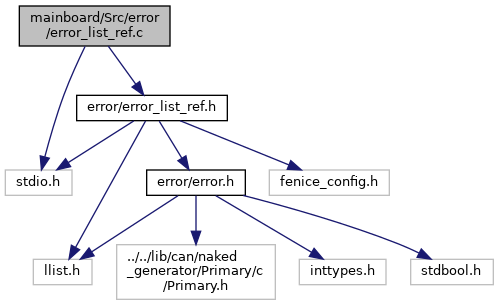 mainboard/Src/error
/error_list_ref.c
error/error_list_ref.h
stdio.h
error/error.h
fenice_config.h
llist.h
../../lib/can/naked
_generator/Primary/c
/Primary.h
inttypes.h
stdbool.h